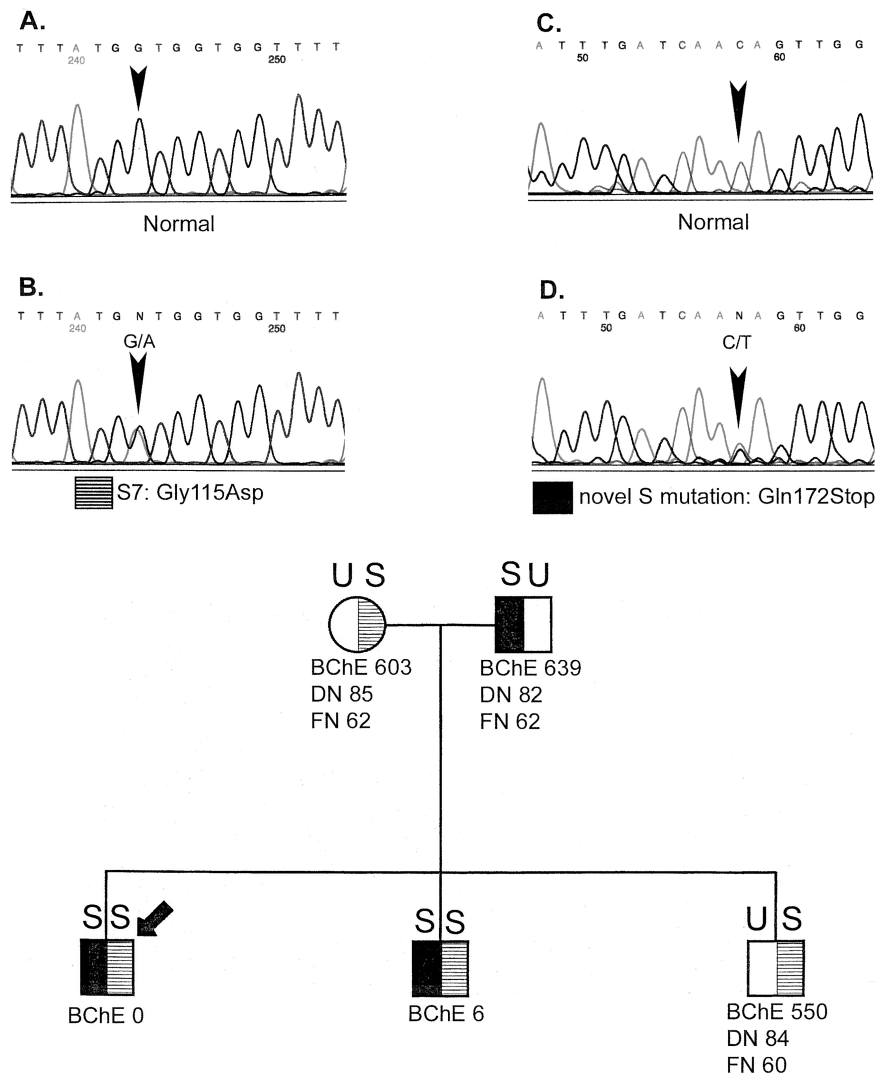 A.
T T T A T G G T G G T G G T T T T
240 250
Normal
C.
A T T T G A T C A A C A G T T G G
50 60
Normal
B.
T T T A T G N T G G T G G T T T T
240 250
G/A
S7: Gly115Asp
D.
A T T T G A T C A A N A G T T G G
50 60
C/T
novel S mutation: Gln172Stop
U S
S U
BChE 603
DN 85
FN 62
BChE 639
DN 82
FN 62
S S
BChE 0
S S
BChE 6
U S
BChE 550
DN 84
FN 60